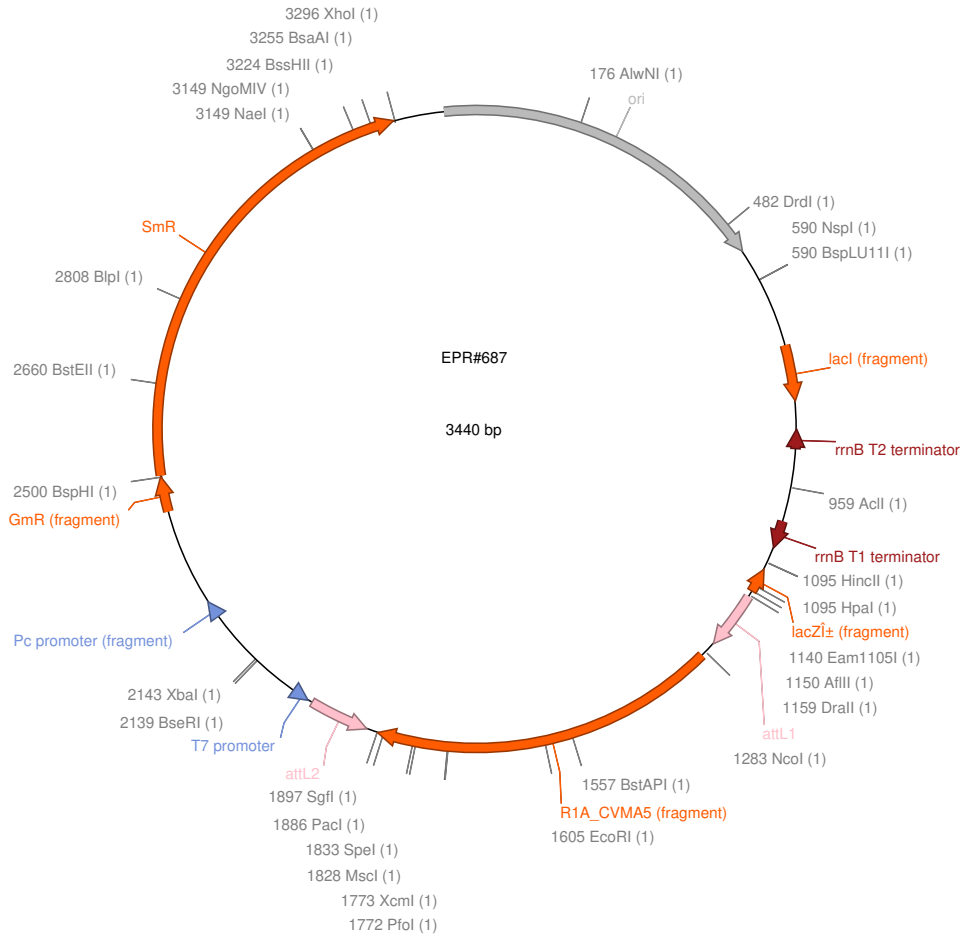 3296 XhoI (1)
3255 BsaAI (1)
3224 BssHII (1)
3149 NgoMIV (1)
3149 NaeI (1)
176 AlwNI (1)
ori
482 DrdI (1)
590 NspI (1)
590 BspLU11I (1)
SmR
2808 BlpI (1)
2660 BstEII (1)
EPR#687
3440 bp
lacI (fragment)
rrnB T2 terminator
2500 BspHI (1)
GmR (fragment)
959 AclI (1)
rrnB T1 terminator
1095 HincII (1)
1095 HpaI (1)
lacZÎ± (fragment)
Pc promoter (fragment)
1140 Eam1105I (1)
1150 AflII (1)
1159 DraII (1)
2143 XbaI (1)
2139 BseRI (1)
T7 promoter
attL1
1283 NcoI (1)
attL2
1897 SgfI (1)
1886 PacI (1)
1833 SpeI (1)
1828 MscI (1)
1773 XcmI (1)
1772 PfoI (1)
1557 BstAPI (1)
R1A_CVMA5 (fragment)
1605 EcoRI (1)